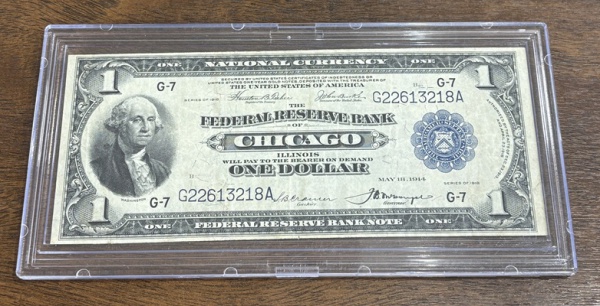 ONE NATIONAL CURRENCY ONE
1 1
SECURED BY UNITED STATES CERTIFICATES OF INDEBTEDNESS OR
UNITED STATES ONE-YEAR GOLD NOTES, DEPOSITED WITH THE TREASURER OF
THE UNITED STATES OF AMERICA
G-7 G-7
SERIES OF 1918
G22613218A
THE
FEDERAL RESERVE BANK
OF
CHICAGO
ILLINOIS
WILL PAY TO THE BEARER ON DEMAND
ONE DOLLAR
MAY 18, 1914
SERIES OF 1918
WASHINGTON
G-7 G22613218A G-7
Cashier
Governor
1 1
ONE FEDERAL RESERVE BANK NOTE ONE